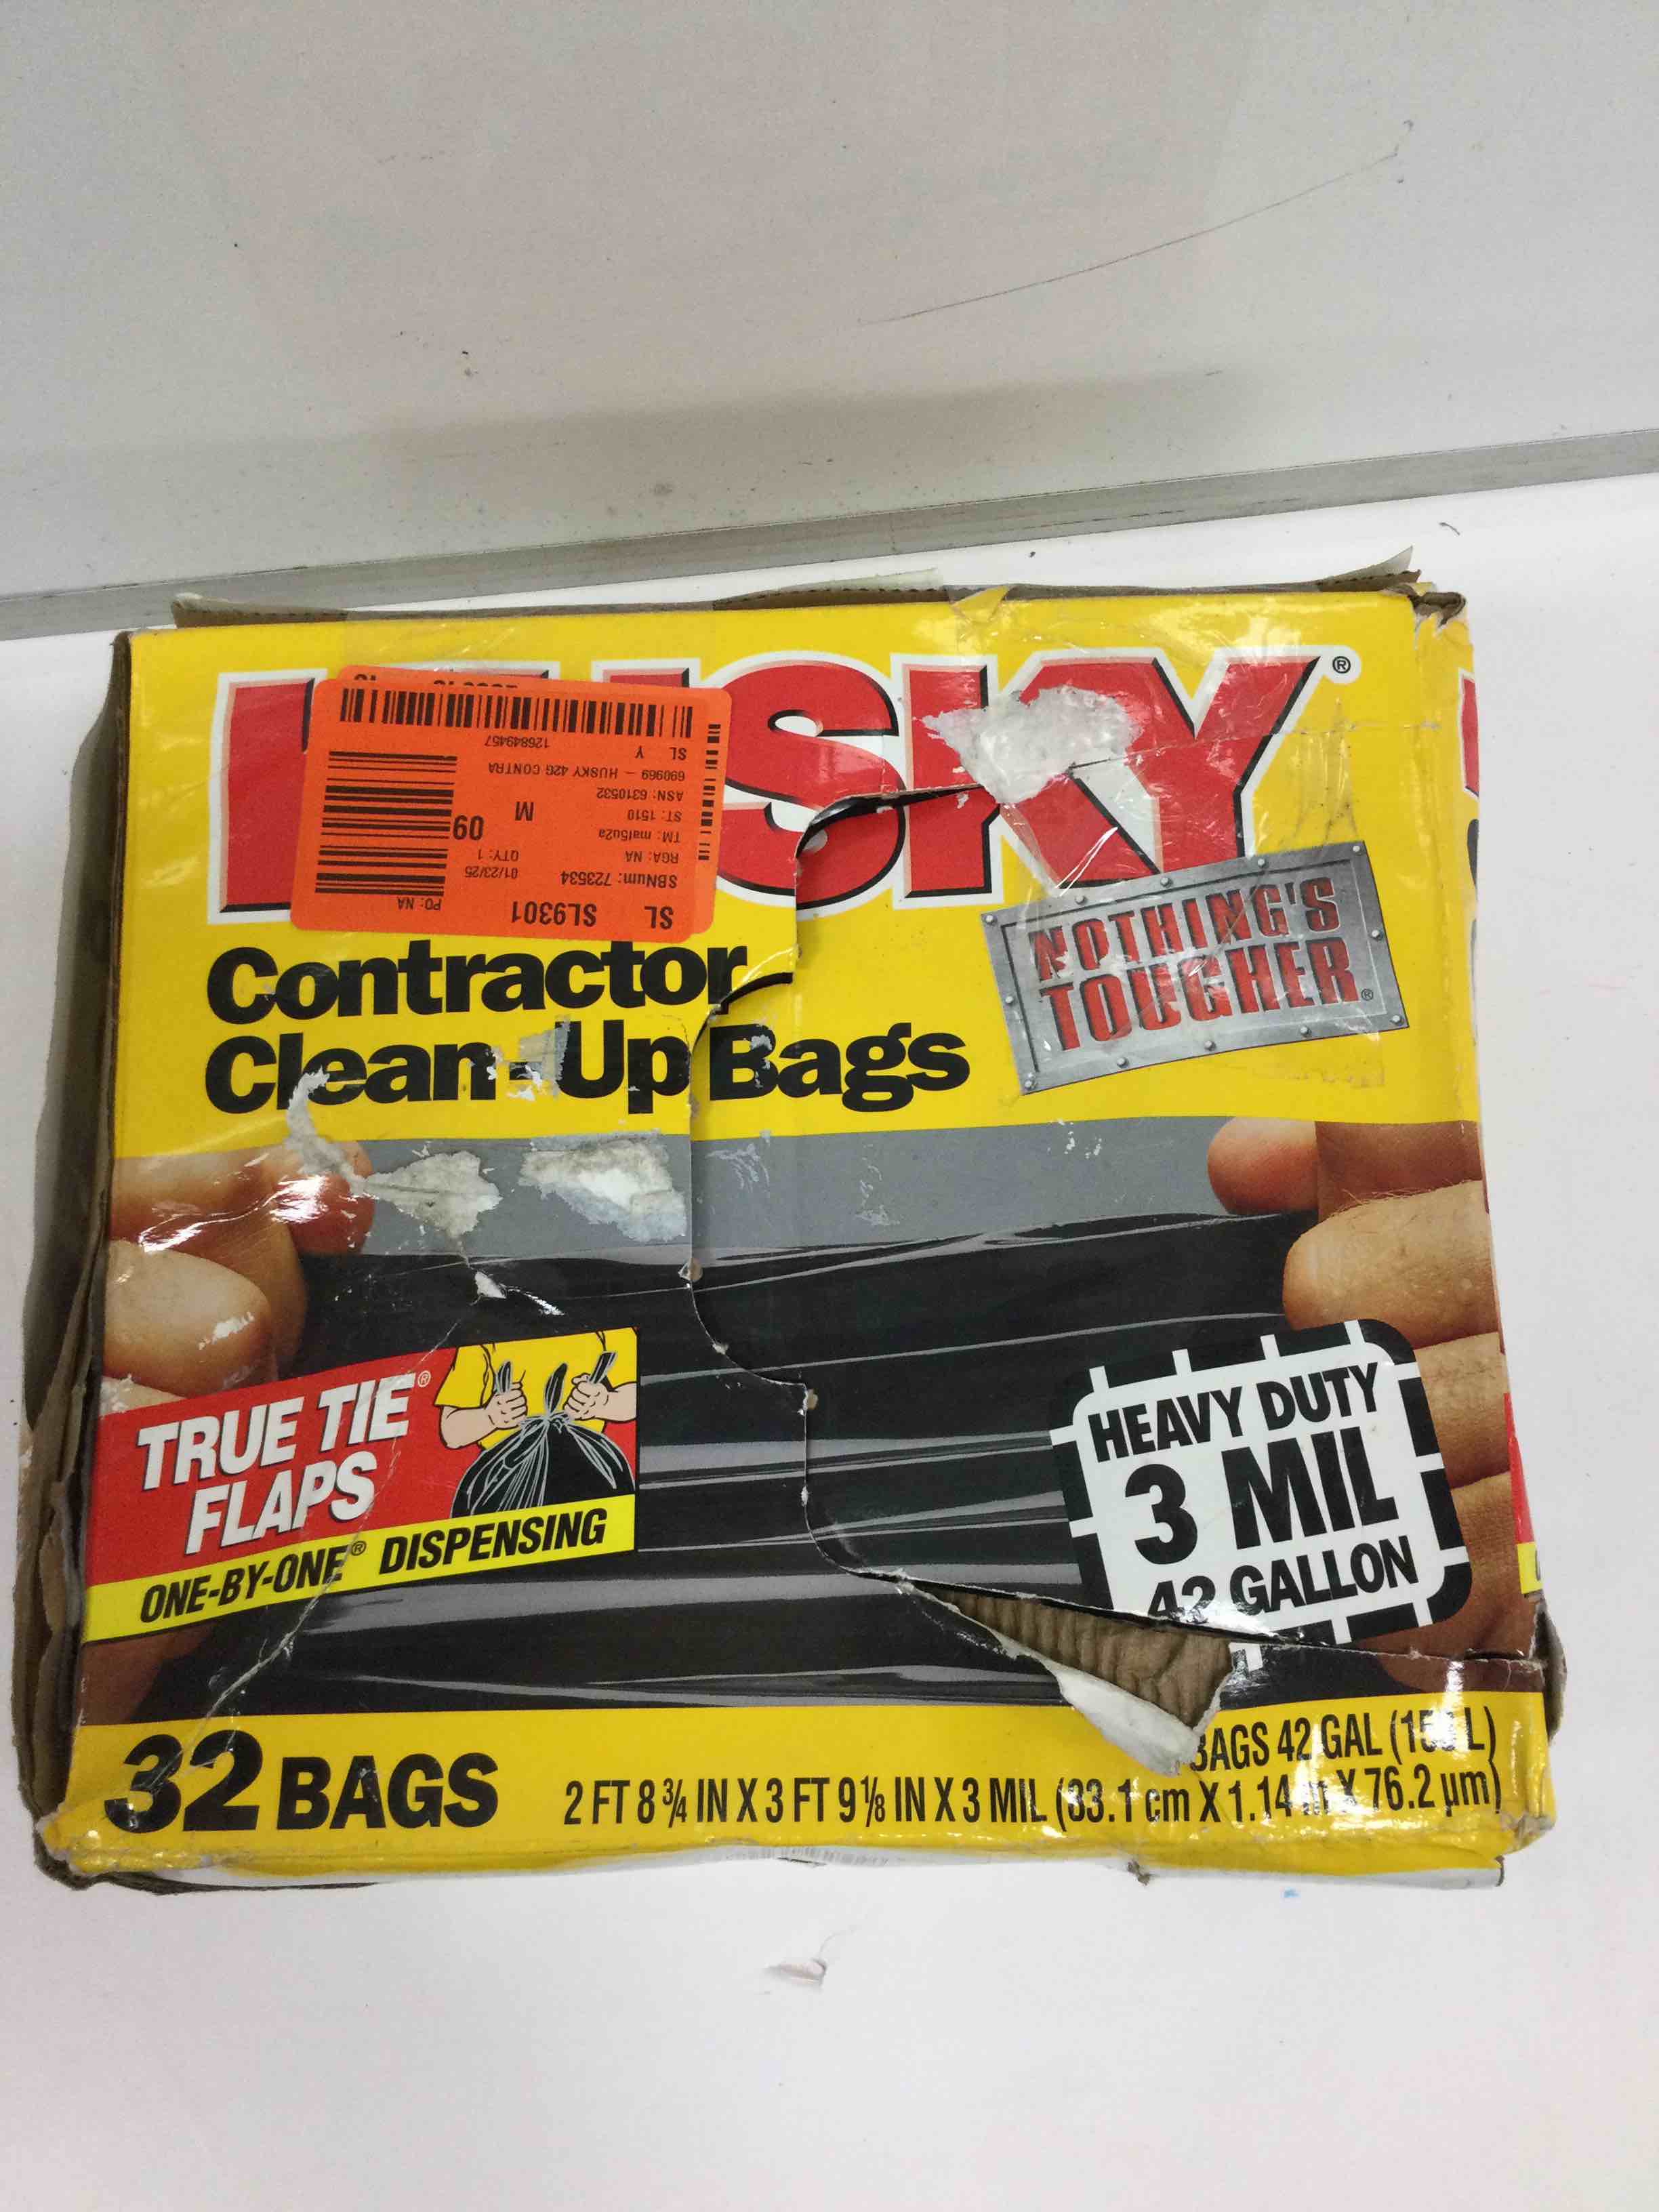 HUSKY®
SL SL9301
SBNum: 723534 01/23/25 PO: NA
RGA: NA QTY: 1
TM: mal5u2a
ST: 1510 M 09
ASN: 6310532
690969 – HUSKY 42G CONTRA
SL Y 126849457
NOTHING'S
TOUGHER®
Contractor
Clean-Up Bags
TRUE TIE®
FLAPS
ONE-BY-ONE® DISPENSING
HEAVY DUTY
3 MIL
42 GALLON
32 BAGS
BAGS 42 GAL
2 FT 8 ¾ IN X 3 FT 9 ⅛ IN X 3 MIL (33.1 cm X 1.14 m X 76.2 µm)